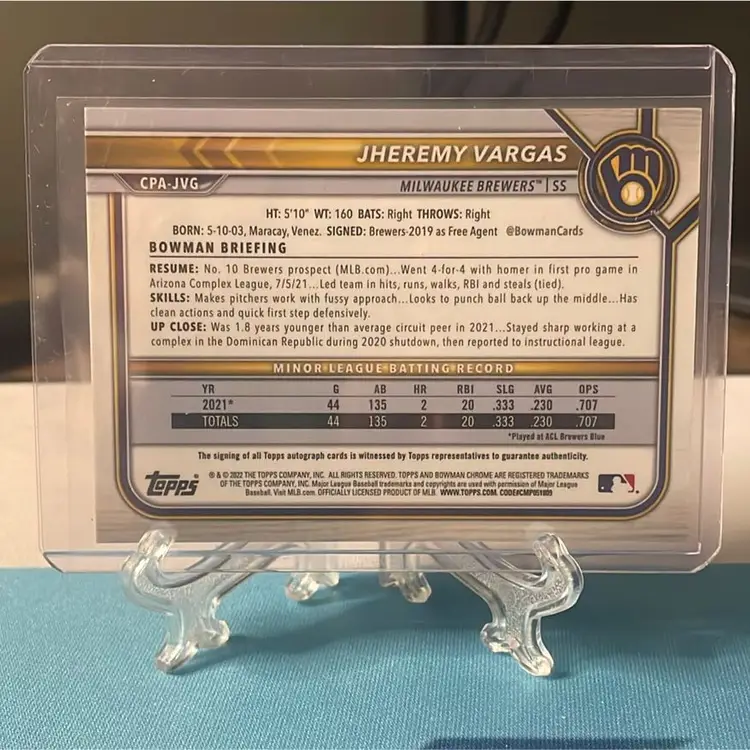 JHEREMY VARGAS
CPA-JVG
MILWAUKEE BREWERS™ | SS
HT: 5'10" WT: 160 BATS: Right THROWS: Right
BORN: 5-10-03, Maracay, Venez. SIGNED: Brewers-2019 as Free Agent @BowmanCards
BOWMAN BRIEFING
RESUME: No. 10 Brewers prospect (MLB.com)...Went 4-for-4 with homer in first pro game in
Arizona Complex League, 7/5/21...Led team in hits, runs, walks, RBI and steals (tied).
SKILLS: Makes pitchers work with fussy approach...Looks to punch ball back up the middle...Has
clean actions and quick first step defensively.
UP CLOSE: Was 1.8 years younger than average circuit peer in 2021...Stayed sharp working at a
complex in the Dominican Republic during 2020 shutdown, then reported to instructional league.
MINOR LEAGUE BATTING RECORD
YR G AB HR RBI SLG AVG OPS
2021* 44 135 2 20 .333 .230 .707
TOTALS 44 135 2 20 .333 .230 .707
*Played at ACL Brewers Blue
The signing of all Topps autograph cards is witnessed by Topps representatives to guarantee authenticity.
Topps
® & © 2022 THE TOPPS COMPANY, INC. ALL RIGHTS RESERVED. TOPPS AND BOWMAN CHROME ARE REGISTERED TRADEMARKS
OF THE TOPPS COMPANY, INC. Major League Baseball trademarks and copyrights are used with permission of Major League
Baseball. Visit MLB.com. OFFICIALLY LICENSED PRODUCT OF MLB. WWW.TOPPS.COM. CODE#CMP051809